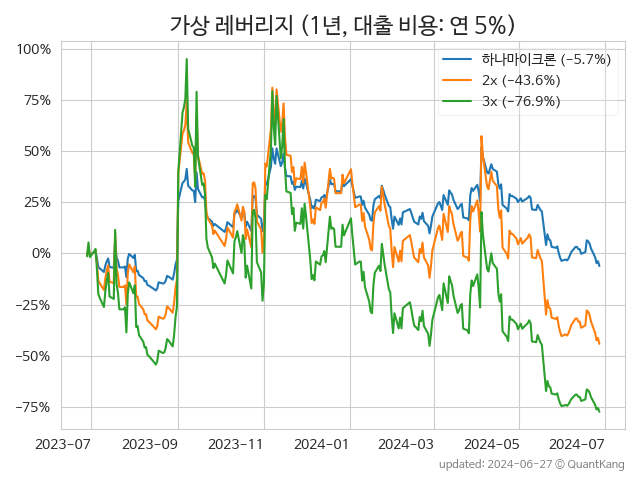 가상 레버리지 (1년, 대출 비용: 연 5%)
하나마이크론 (−5.7%)
2x (−43.6%)
3x (−76.9%)
100%
75%
50%
25%
0%
−25%
−50%
−75%
2023-07 2023-09 2023-11 2024-01 2024-03 2024-05 2024-07
updated: 2024-06-27 © QuantKang